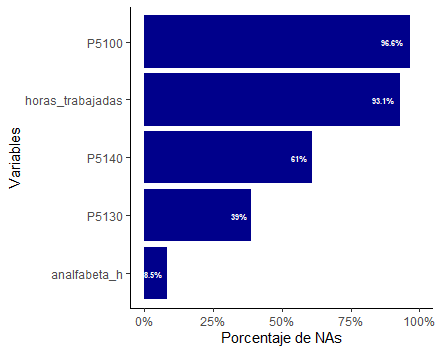 P5100
96.6%
horas_trabajadas
93.1%
P5140
61%
P5130
39%
analfabeta_h
8.5%
Variables
0% 25% 50% 75% 100%
Porcentaje de NAs